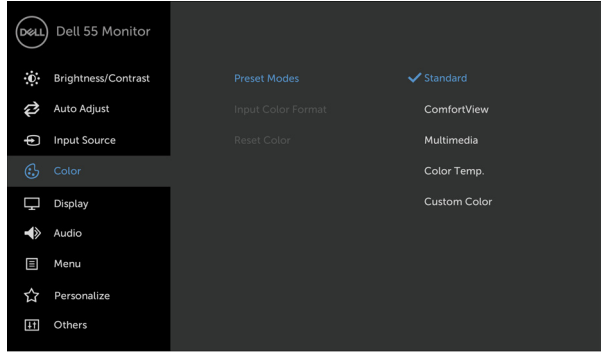 DELL Dell 55 Monitor
Brightness/Contrast
Auto Adjust
Input Source
Color
Display
Audio
Menu
Personalize
Others
Preset Modes
Input Color Format
Reset Color
Standard
ComfortView
Multimedia
Color Temp.
Custom Color